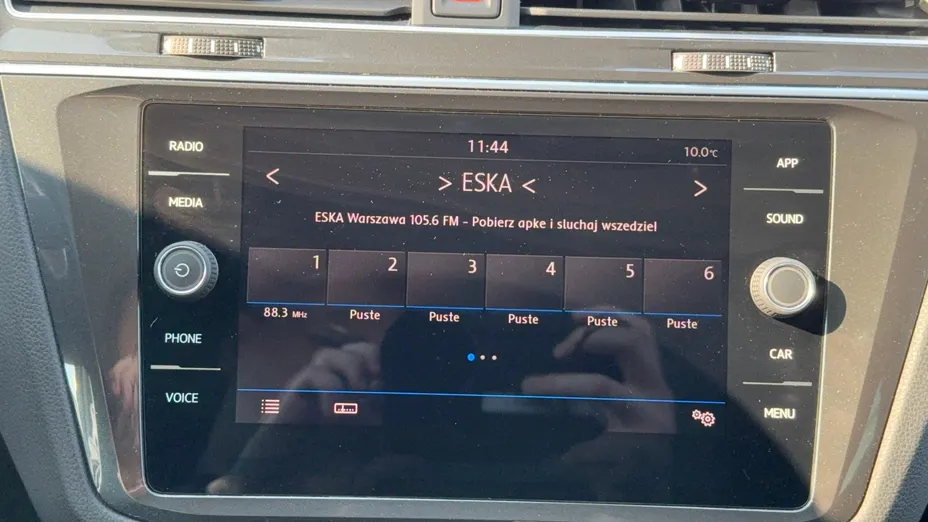 RADIO
MEDIA
PHONE
VOICE
11:44
10.0°C
< > ESKA < >
ESKA Warszawa 105.6 FM - Pobierz apke i sluchaj wszedzie!
1 2 3 4 5 6
88.3 MHz Puste Puste Puste Puste Puste
APP
SOUND
CAR
MENU